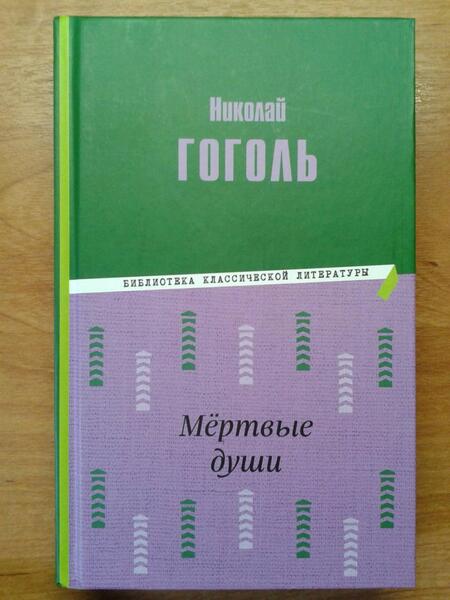 Николай
ГОГОЛЬ
БИБЛИОТЕКА КЛАССИЧЕСКОЙ ЛИТЕРАТУРЫ
Мёртвые
души